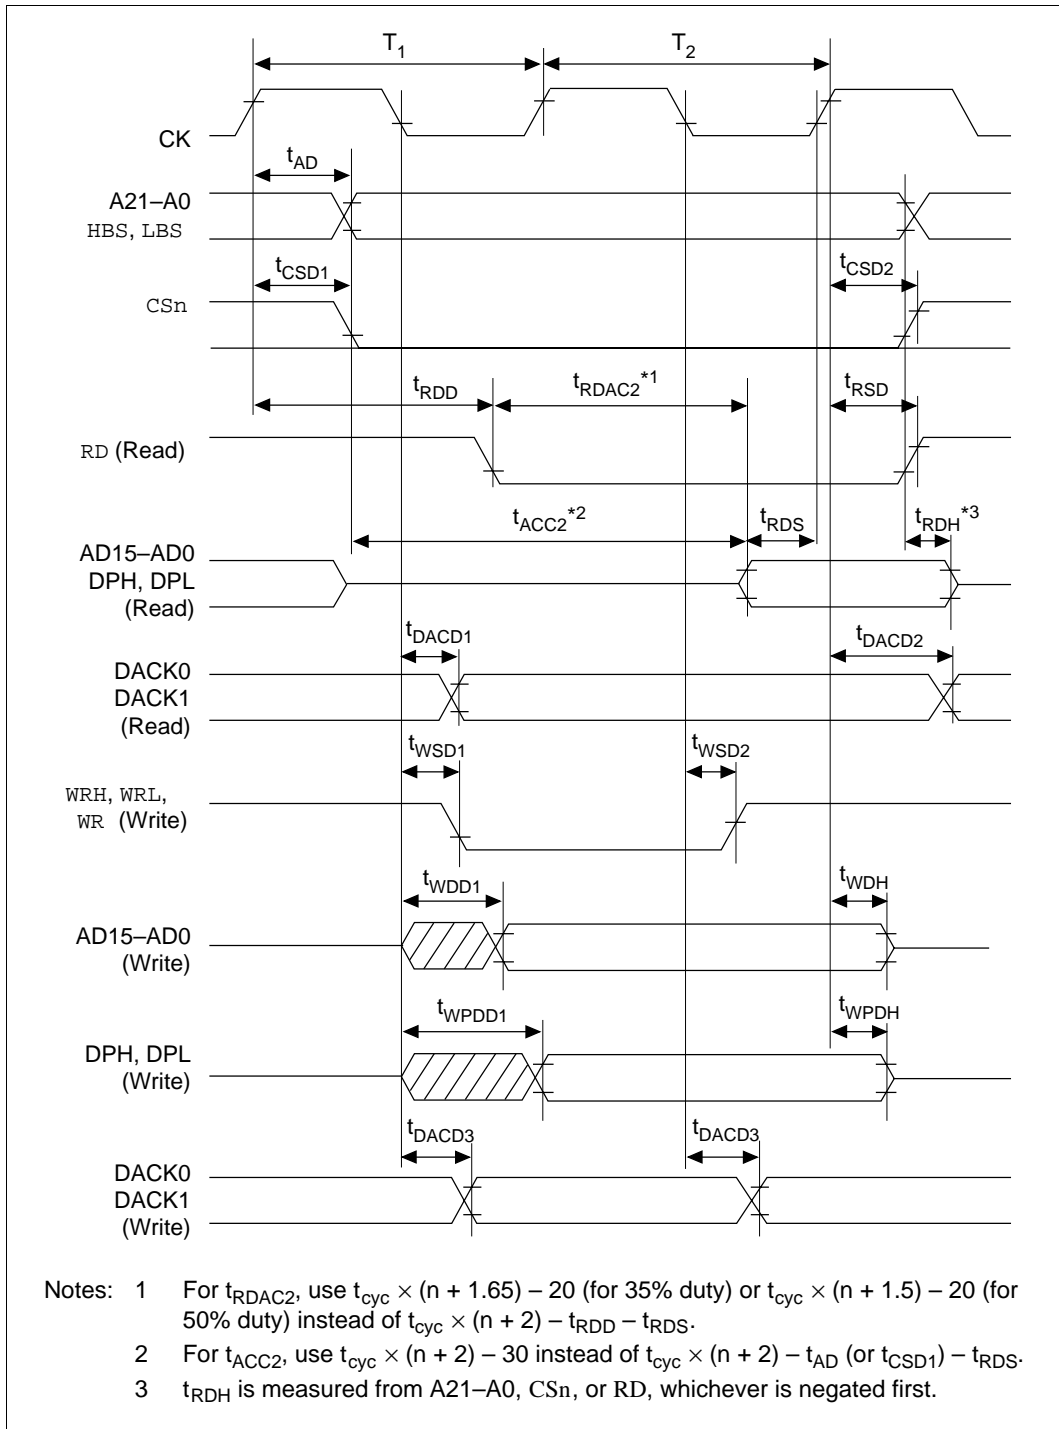 T1
T2
CK
tAD
A21–A0
HBS, LBS
tCSD1
tCSD2
CSn
tRDD
tRDAC2*1
tRSD
RD (Read)
tACC2*2
tRDS
tRDH*3
AD15–AD0
DPH, DPL
(Read)
tDACD1
tDACD2
DACK0
DACK1
(Read)
tWSD1
tWSD2
WRH, WRL,
WR (Write)
tWDD1
tWDH
AD15–AD0
(Write)
tWPDD1
tWPDH
DPH, DPL
(Write)
tDACD3
tDACD3
DACK0
DACK1
(Write)
Notes: 1 For tRDAC2, use tcyc × (n + 1.65) – 20 (for 35% duty) or tcyc × (n + 1.5) – 20 (for
50% duty) instead of tcyc × (n + 2) – tRDD – tRDS.
2 For tACC2, use tcyc × (n + 2) – 30 instead of tcyc × (n + 2) – tAD (or tCSD1) – tRDS.
3 tRDH is measured from A21–A0, CSn, or RD, whichever is negated first.